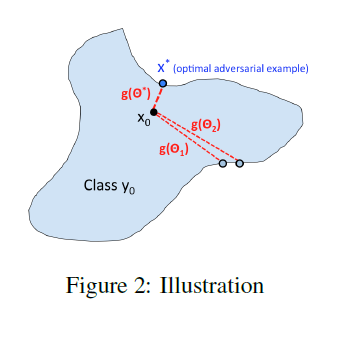 x* (optimal adversarial example)
g(Θ*)
x₀
g(Θ₂)
g(Θ₁)
Class y₀
Figure 2: Illustration